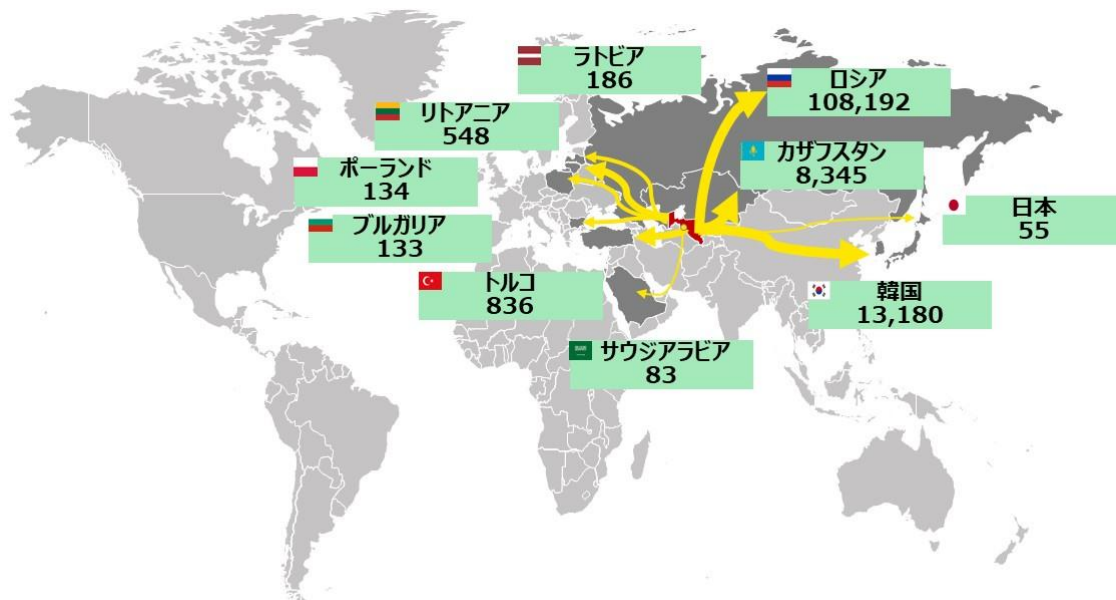 ラトビア
186
ロシア
108,192
リトアニア
548
カザフスタン
8,345
ポーランド
134
日本
55
ブルガリア
133
トルコ
836
韓国
13,180
サウジアラビア
83